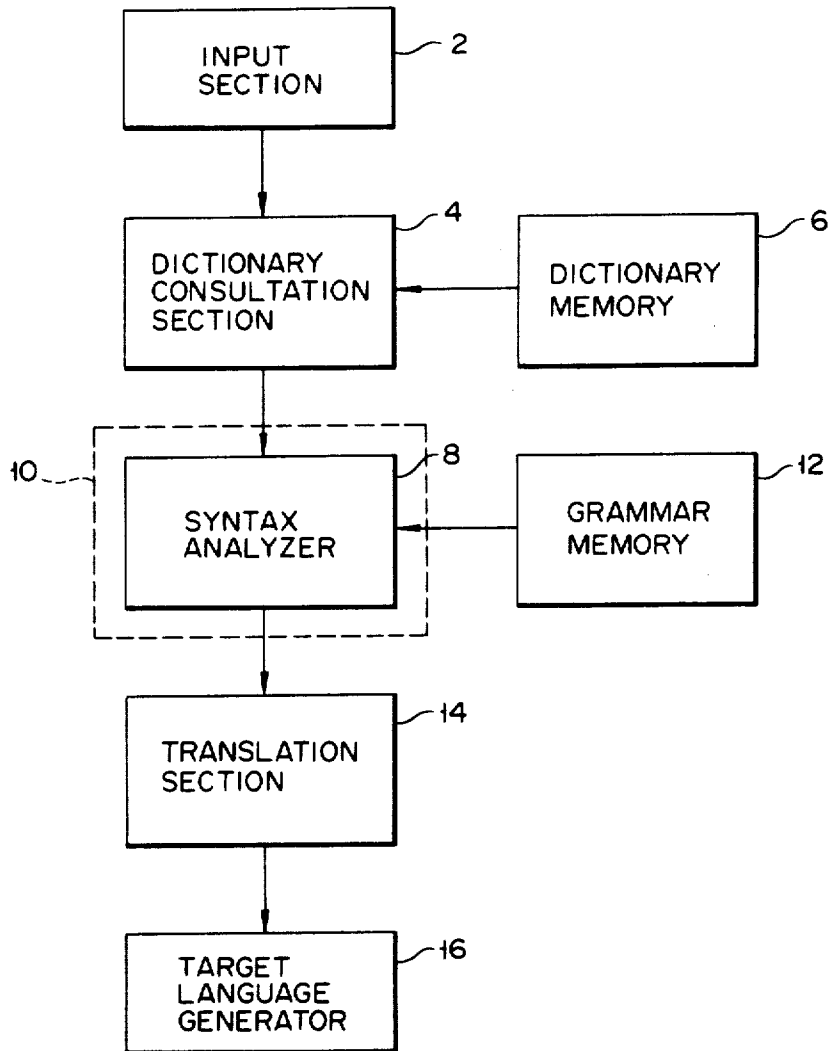 INPUT
SECTION
2
DICTIONARY
CONSULTATION
SECTION
4
DICTIONARY
MEMORY
6
10
SYNTAX
ANALYZER
8
GRAMMAR
MEMORY
12
TRANSLATION
SECTION
14
TARGET
LANGUAGE
GENERATOR
16